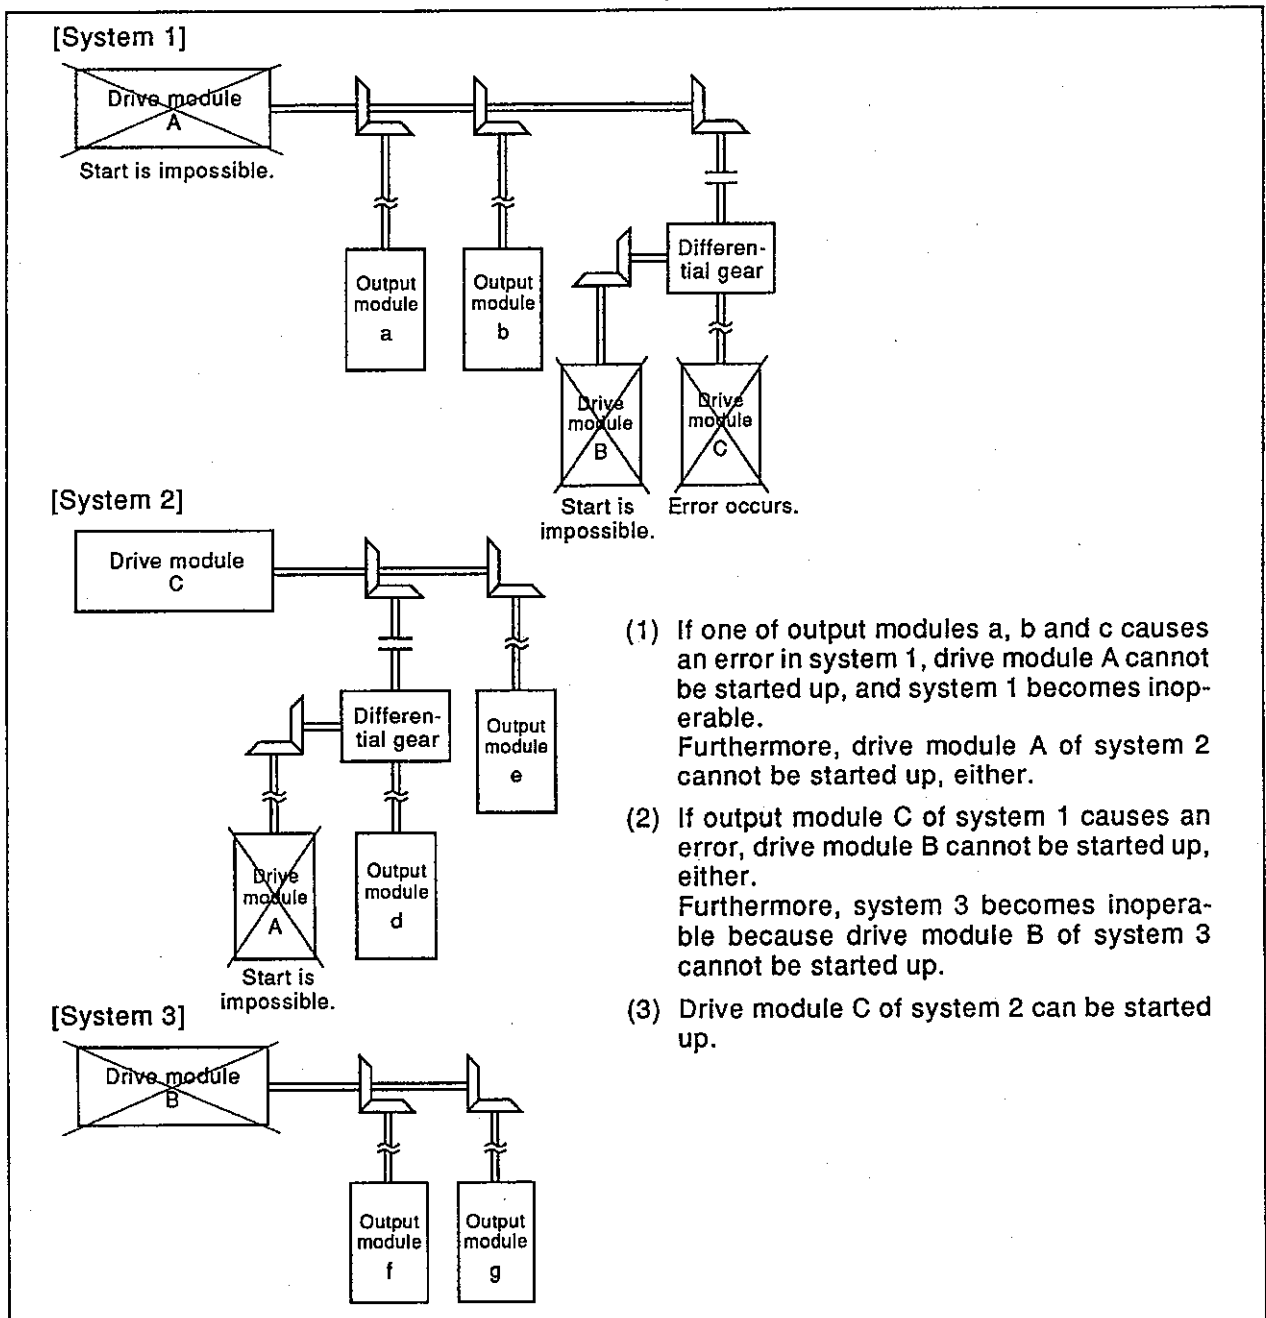 [System 1]
Drive module
A
Start is impossible.
Output
module
a
Output
module
b
Differen-
tial gear
Drive
module
B
Start is
impossible.
Drive
module
C
Error occurs.
[System 2]
Drive module
C
Differen-
tial gear
Output
module
e
Drive
module
A
Start is
impossible.
Output
module
d
(1) If one of output modules a, b and c causes
an error in system 1, drive module A cannot
be started up, and system 1 becomes inop-
erable.
Furthermore, drive module A of system 2
cannot be started up, either.
(2) If output module C of system 1 causes an
error, drive module B cannot be started up,
either.
Furthermore, system 3 becomes inopera-
ble because drive module B of system 3
cannot be started up.
(3) Drive module C of system 2 can be started
up.
[System 3]
Drive module
B
Output
module
f
Output
module
g